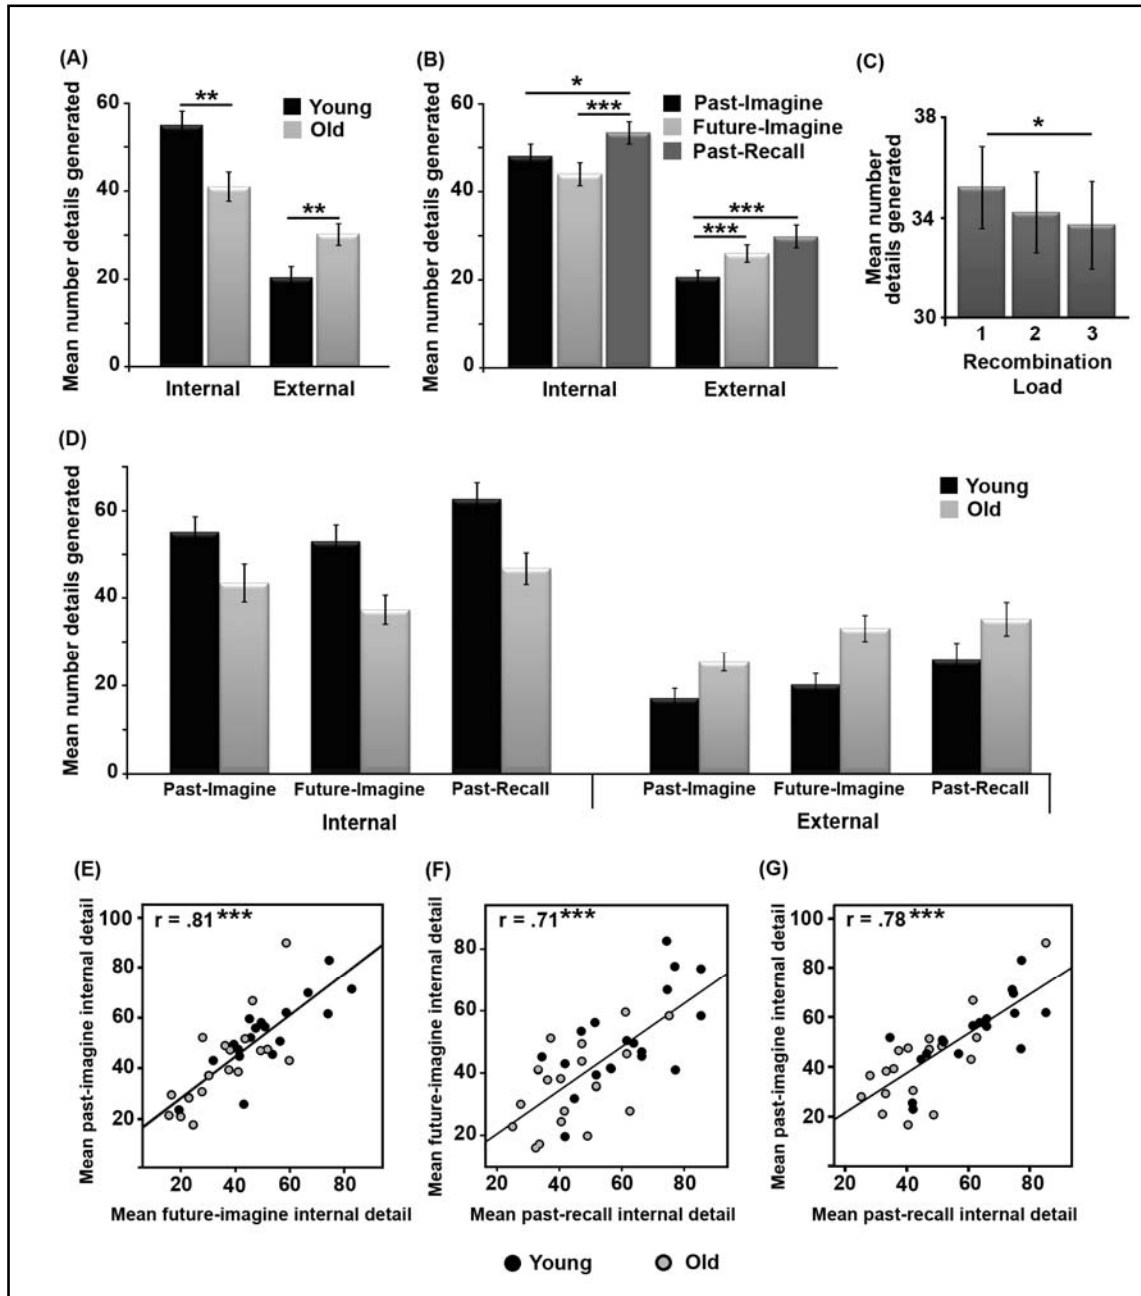 (A)
Mean number details generated
60
40
20
0
**
**
Young
Old
Internal
External
(B)
Mean number details generated
60
40
20
0
*
***
***
***
Past-Imagine
Future-Imagine
Past-Recall
Internal
External
(C)
Mean number
details generated
38
34
30
*
1 2 3
Recombination
Load
(D)
Mean number details generated
60
40
20
0
Young
Old
Past-Imagine Future-Imagine Past-Recall
Internal
Past-Imagine Future-Imagine Past-Recall
External
(E)
Mean past-imagine internal detail
100
80
60
40
20
r = .81***
20 40 60 80
Mean future-imagine internal detail
(F)
Mean future-imagine internal detail
80
60
40
20
r = .71***
20 40 60 80
Mean past-recall internal detail
(G)
Mean past-imagine internal detail
100
80
60
40
20
0
r = .78***
20 40 60 80
Mean past-recall internal detail
Young
Old